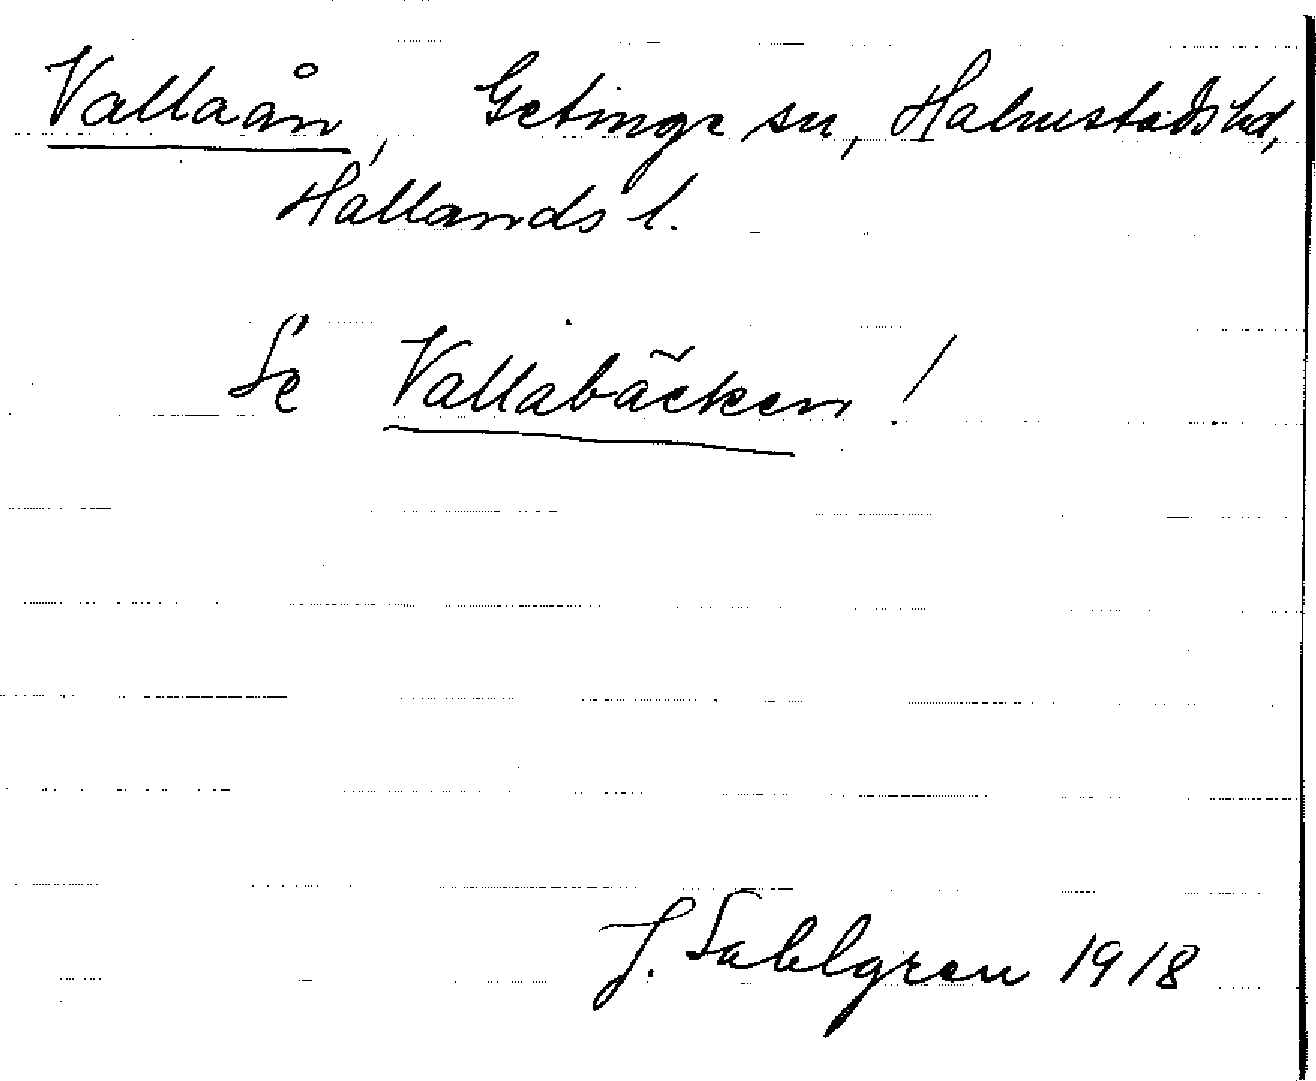 Vallaån, Getinge sn, Halmstads hd,
Hallands l.
Se Vallabäcken!
J. Sahlgren 1918